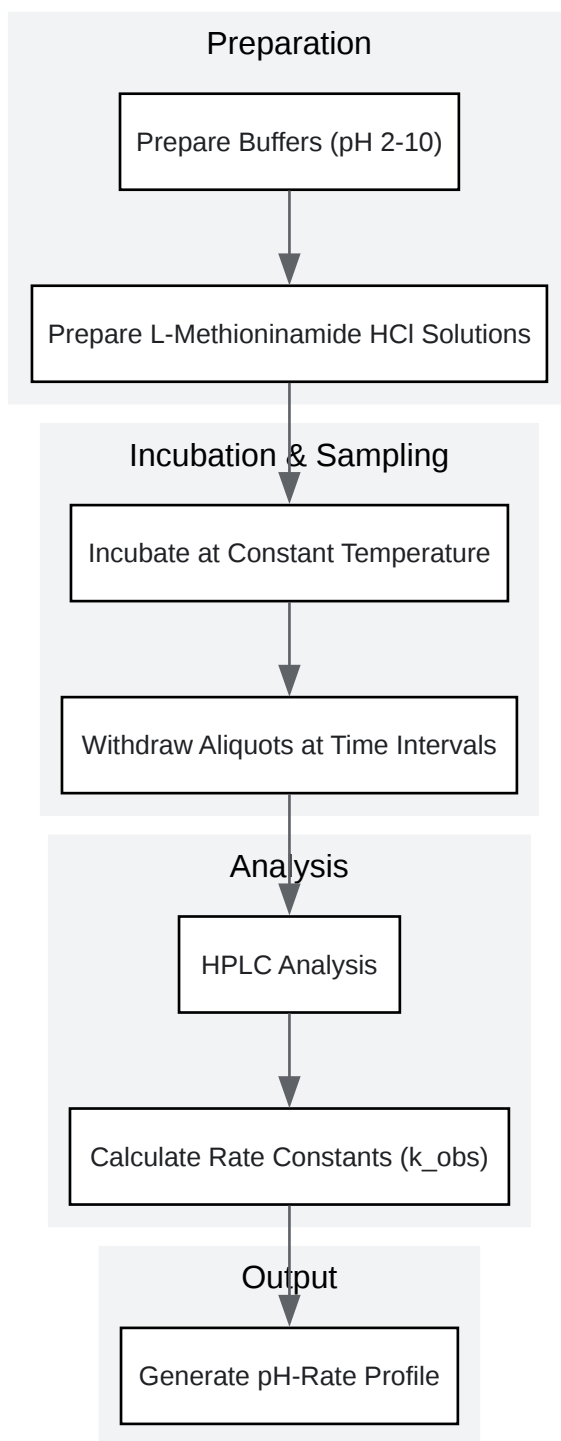 Preparation
Prepare Buffers (pH 2-10)
Prepare L-Methioninamide HCl Solutions
Incubation & Sampling
Incubate at Constant Temperature
Withdraw Aliquots at Time Intervals
Analysis
HPLC Analysis
Calculate Rate Constants (k_obs)
Output
Generate pH-Rate Profile